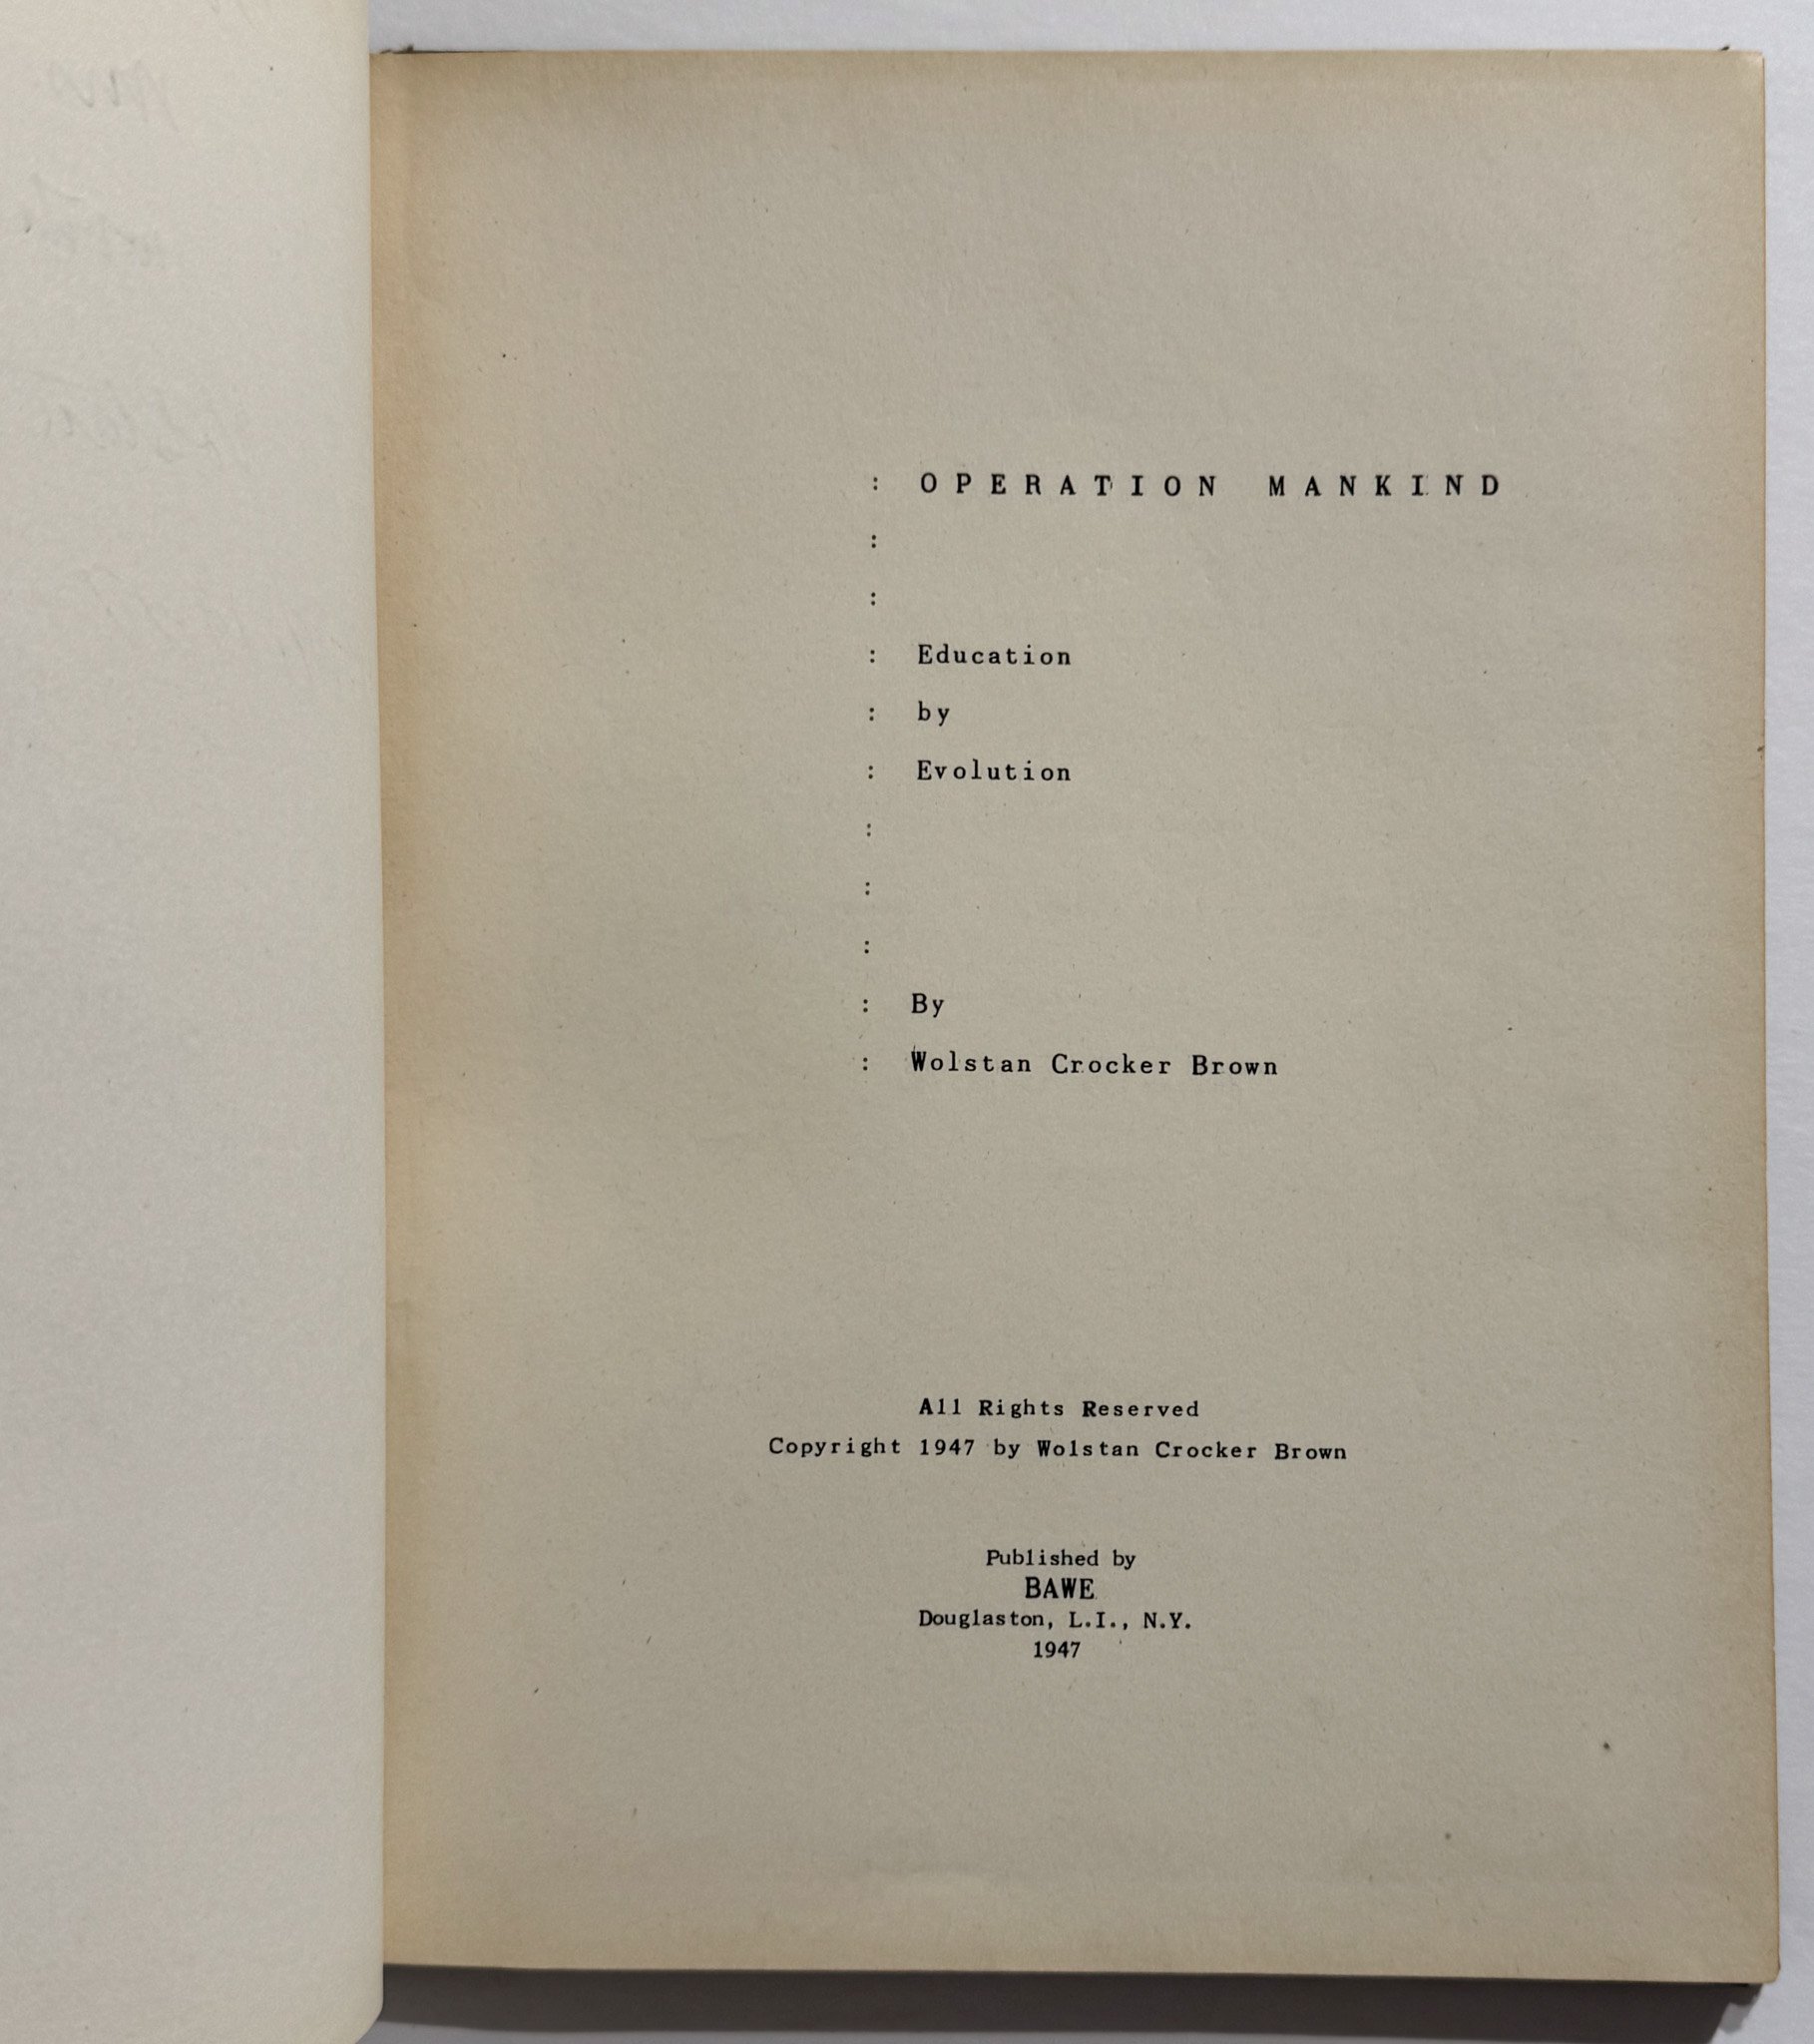 : OPERATION MANKIND
:
:
: Education
: by
: Evolution
:
:
:
: By
: Wolstan Crocker Brown
All Rights Reserved
Copyright 1947 by Wolstan Crocker Brown
Published by
BAWE
Douglaston, L.I., N.Y.
1947